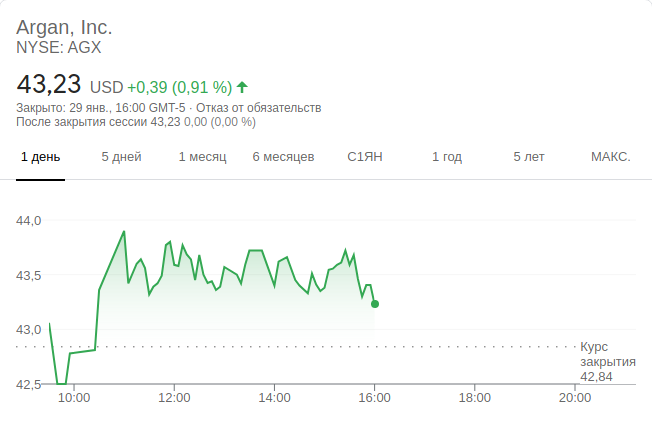 Argan, Inc.
NYSE: AGX
43,23 USD +0,39 (0,91 %)
Закрыто: 29 янв., 16:00 GMT-5 · Отказ от обязательств
После закрытия сессии 43,23 0,00 (0,00 %)
1 день 5 дней 1 месяц 6 месяцев С1ЯН 1 год 5 лет МАКС.
44,0
43,5
43,0
Курс
закрытия
42,84
42,5
10:00 12:00 14:00 16:00 18:00 20:00